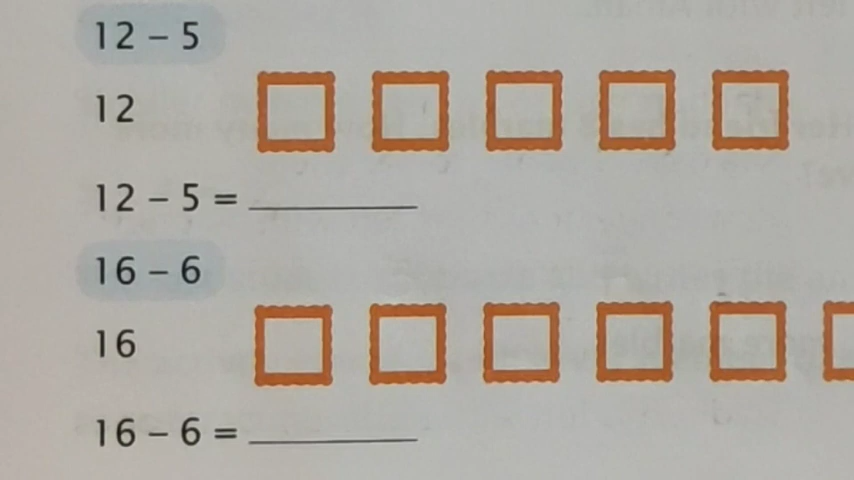 12 – 5
12
12 – 5 =
16 – 6
16
16 – 6 =